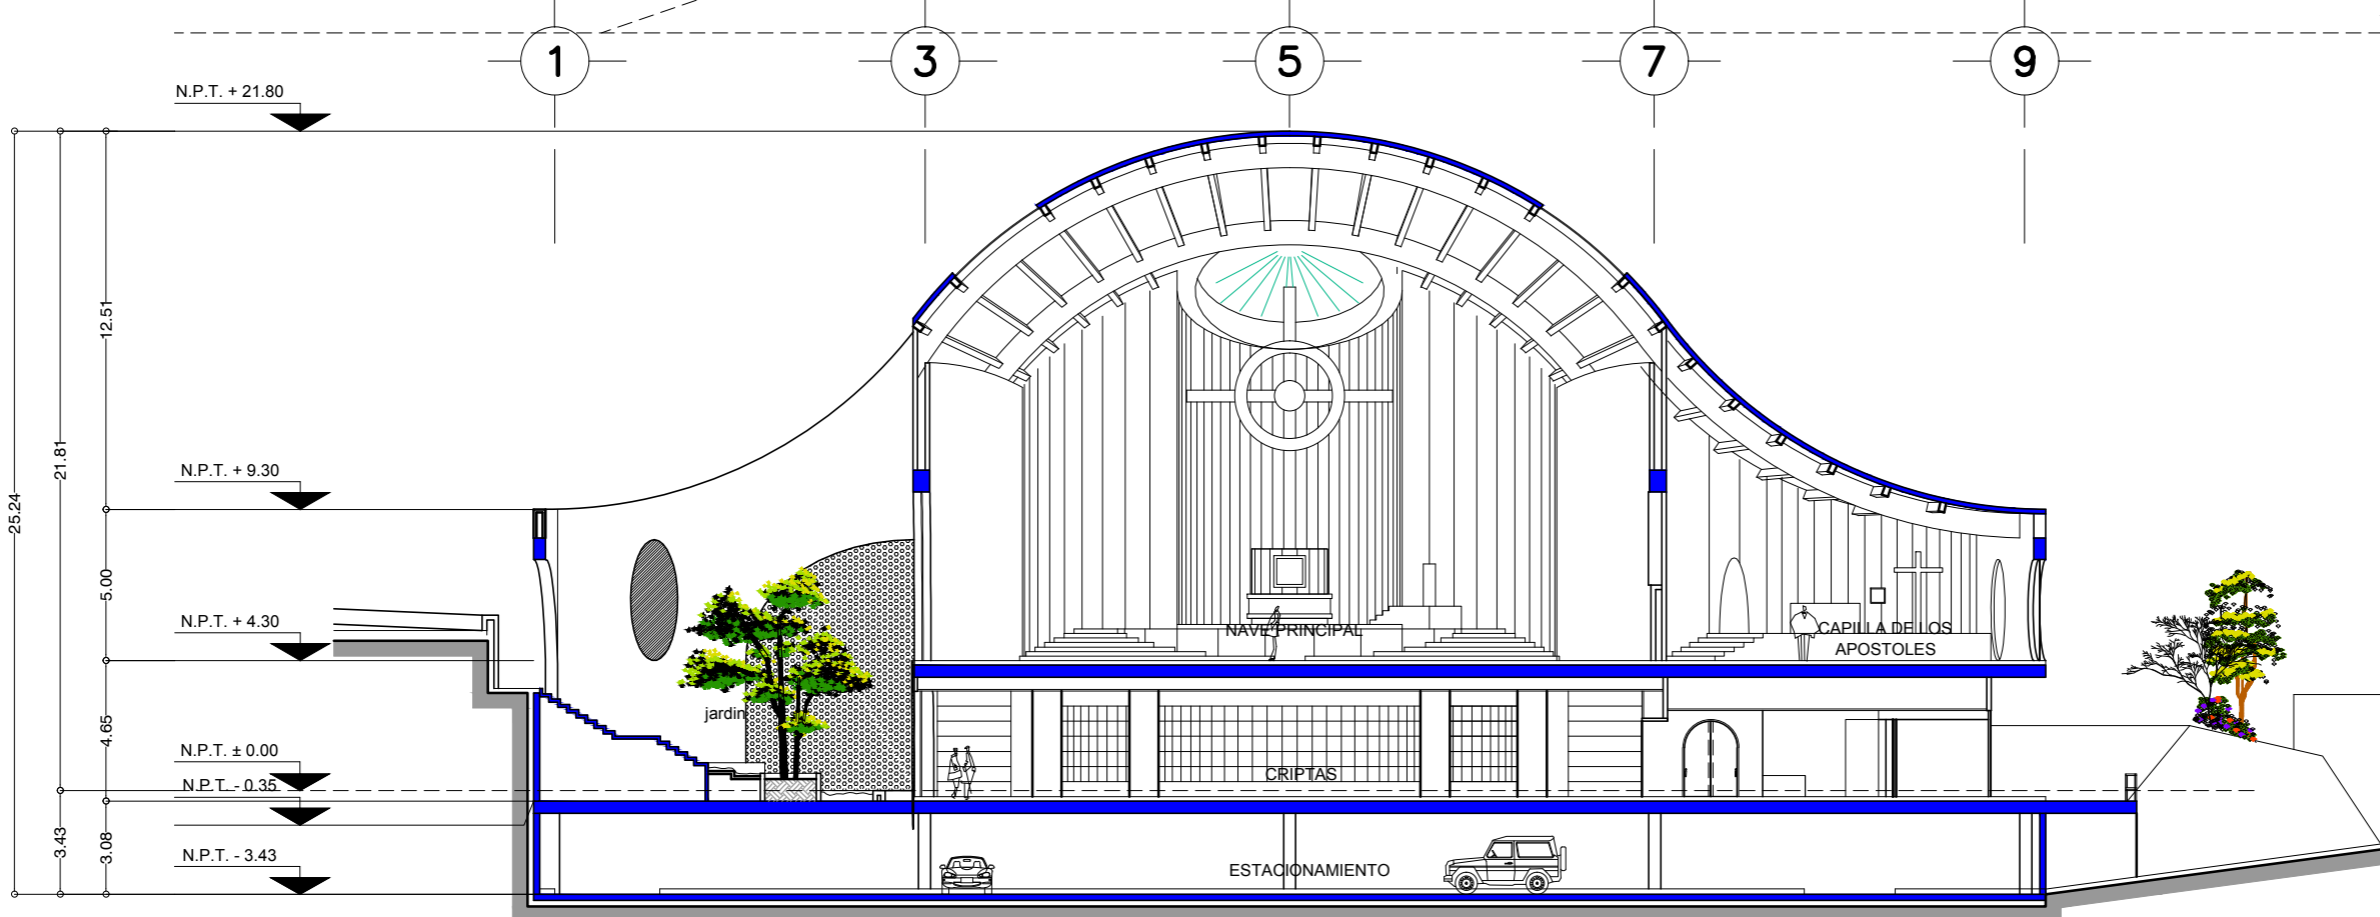 1 3 5 7 9
N.P.T. + 21.80
12.51
21.81
25.24
N.P.T. + 9.30
5.00
N.P.T. + 4.30
NAVE PRINCIPAL
CAPILLA DE LOS
APOSTOLES
jardin
4.65
N.P.T. ± 0.00
N.P.T. - 0.35
CRIPTAS
3.43
3.08
N.P.T. - 3.43
ESTACIONAMIENTO